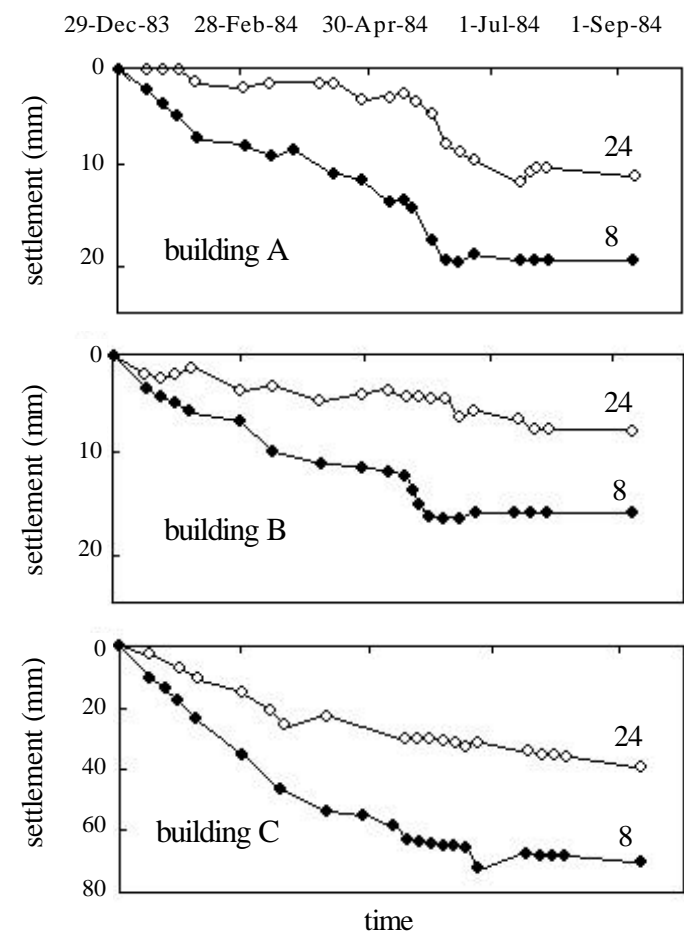 29-Dec-83 28-Feb-84 30-Apr-84 1-Jul-84 1-Sep-84
settlement (mm)
0
10
20
24
8
building A
settlement (mm)
0
10
20
24
8
building B
settlement (mm)
0
20
40
60
80
24
8
building C
time